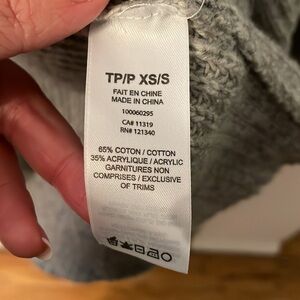 TP/P XS/S
FAIT EN CHINE
MADE IN CHINA
100060295
CA# 11319
RN# 121340
65% COTON / COTTON
35% ACRYLIQUE / ACRYLIC
GARNITURES NON
COMPRISES / EXCLUSIVE
OF TRIMS